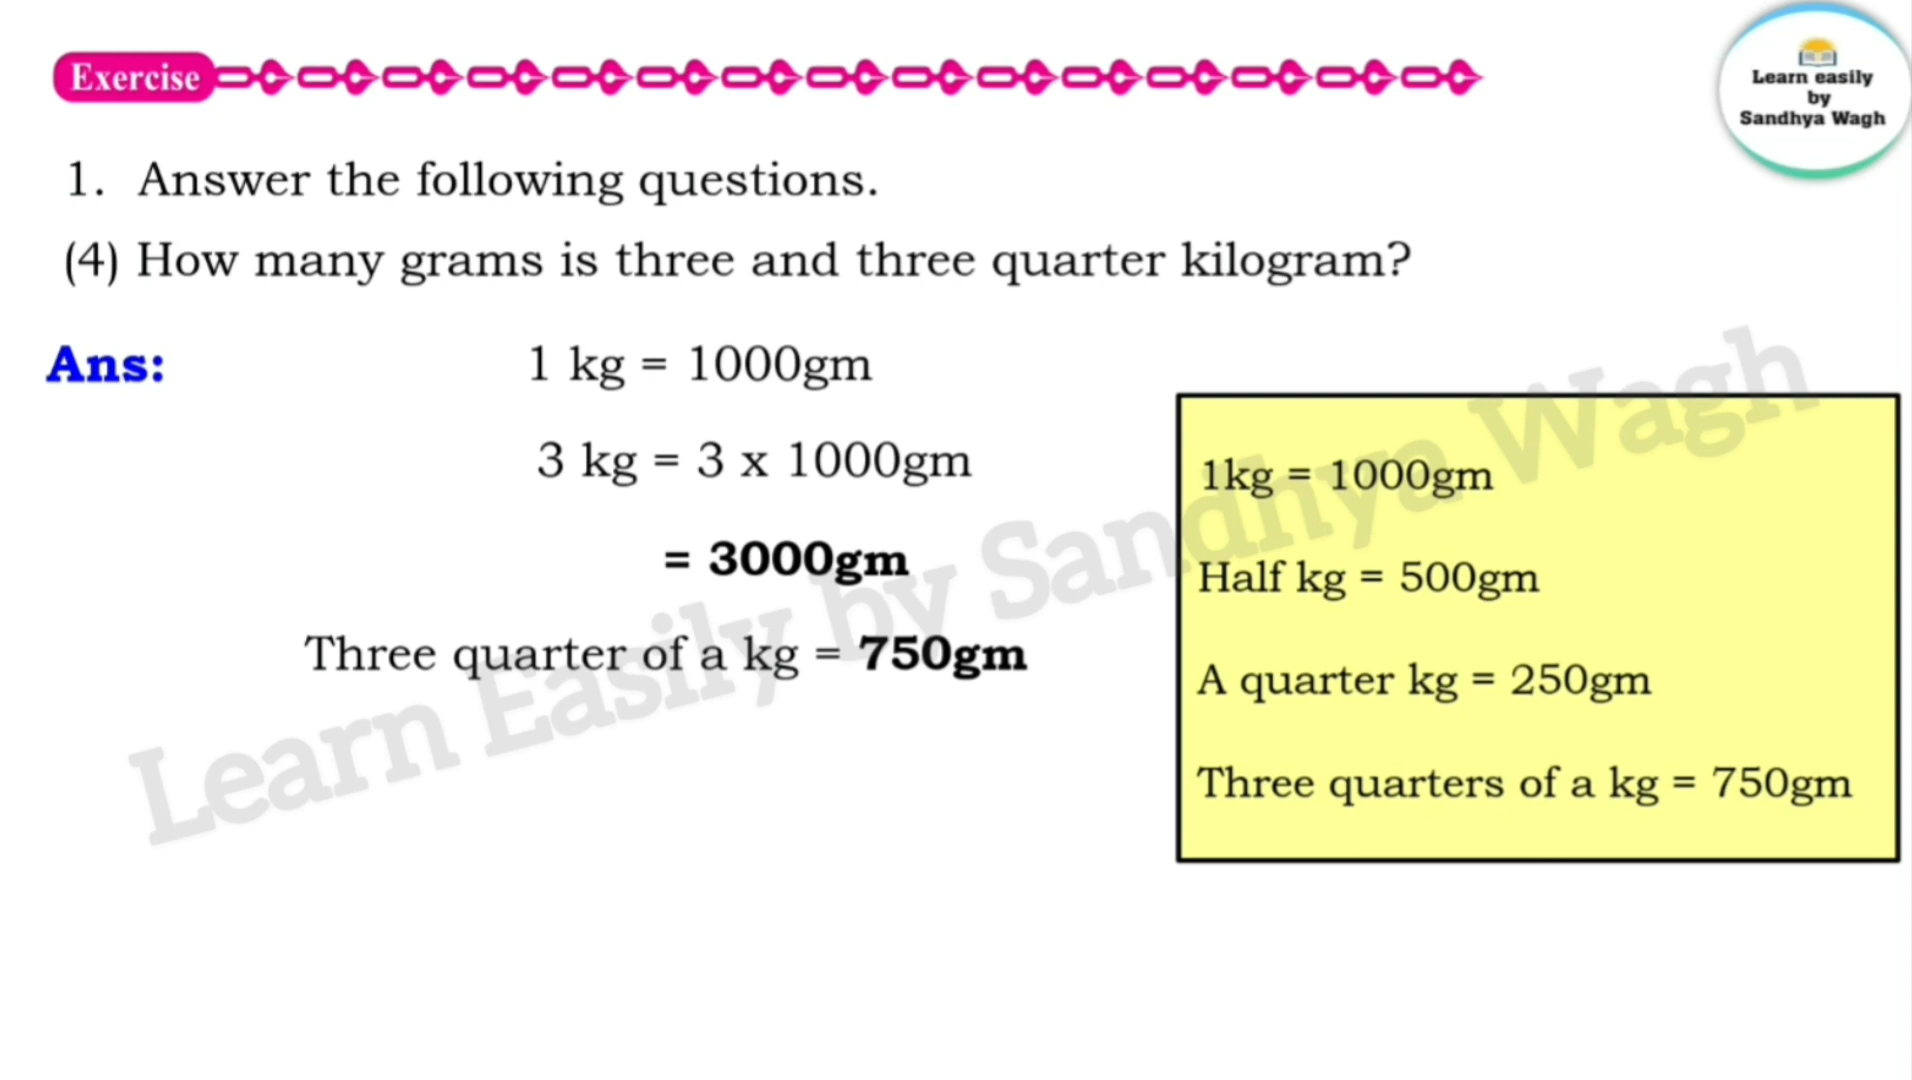 Exercise
Learn easily
by
Sandhya Wagh
1. Answer the following questions.
(4) How many grams is three and three quarter kilogram?
Ans:
1 kg = 1000gm
3 kg = 3 x 1000gm
= 3000gm
Three quarter of a kg = 750gm
1kg = 1000gm
Half kg = 500gm
A quarter kg = 250gm
Three quarters of a kg = 750gm
Learn Easily by Sandhya Wagh